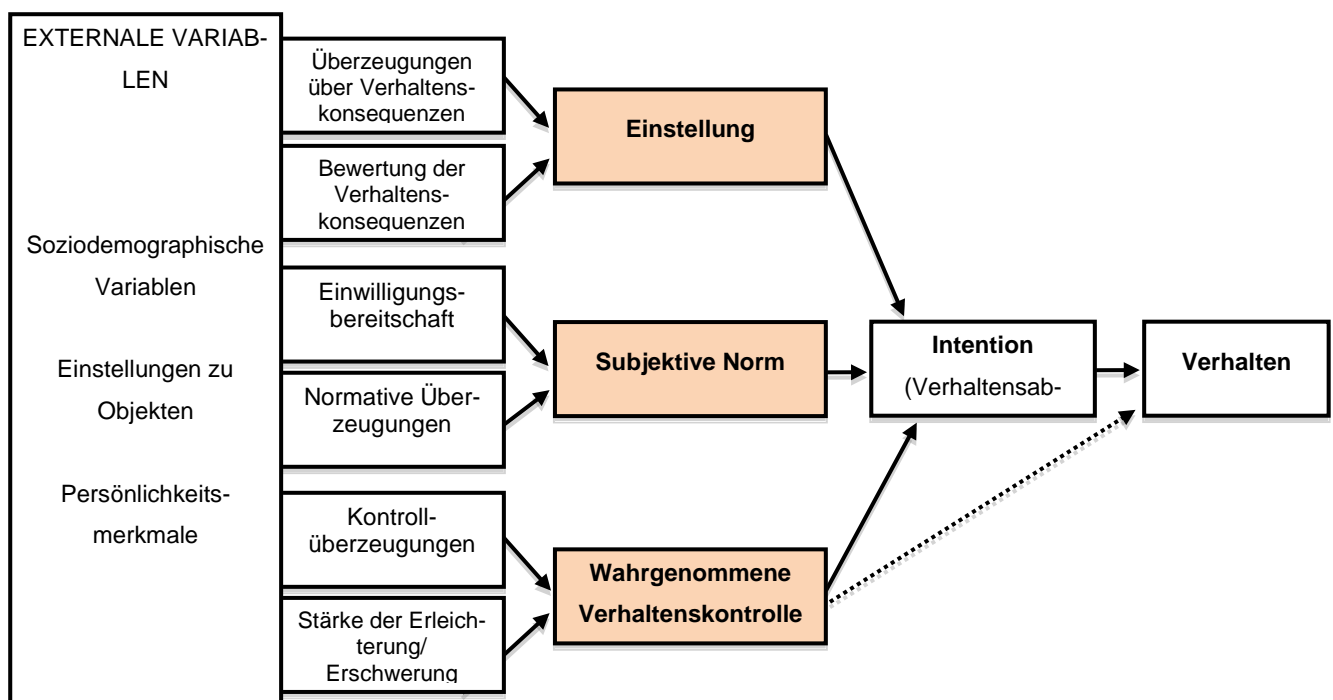 EXTERNALE VARIAB-
LEN
Soziodemographische
Variablen
Einstellungen zu
Objekten
Persönlichkeits-
merkmale
Überzeugungen
über Verhaltens-
konsequenzen
Bewertung der
Verhaltens-
konsequenzen
Einwilligungs-
bereitschaft
Normative Über-
zeugungen
Kontroll-
überzeugungen
Stärke der Erleich-
terung/
Erschwerung
Einstellung
Subjektive Norm
Wahrgenommene
Verhaltenskontrolle
Intention
(Verhaltensab-
Verhalten